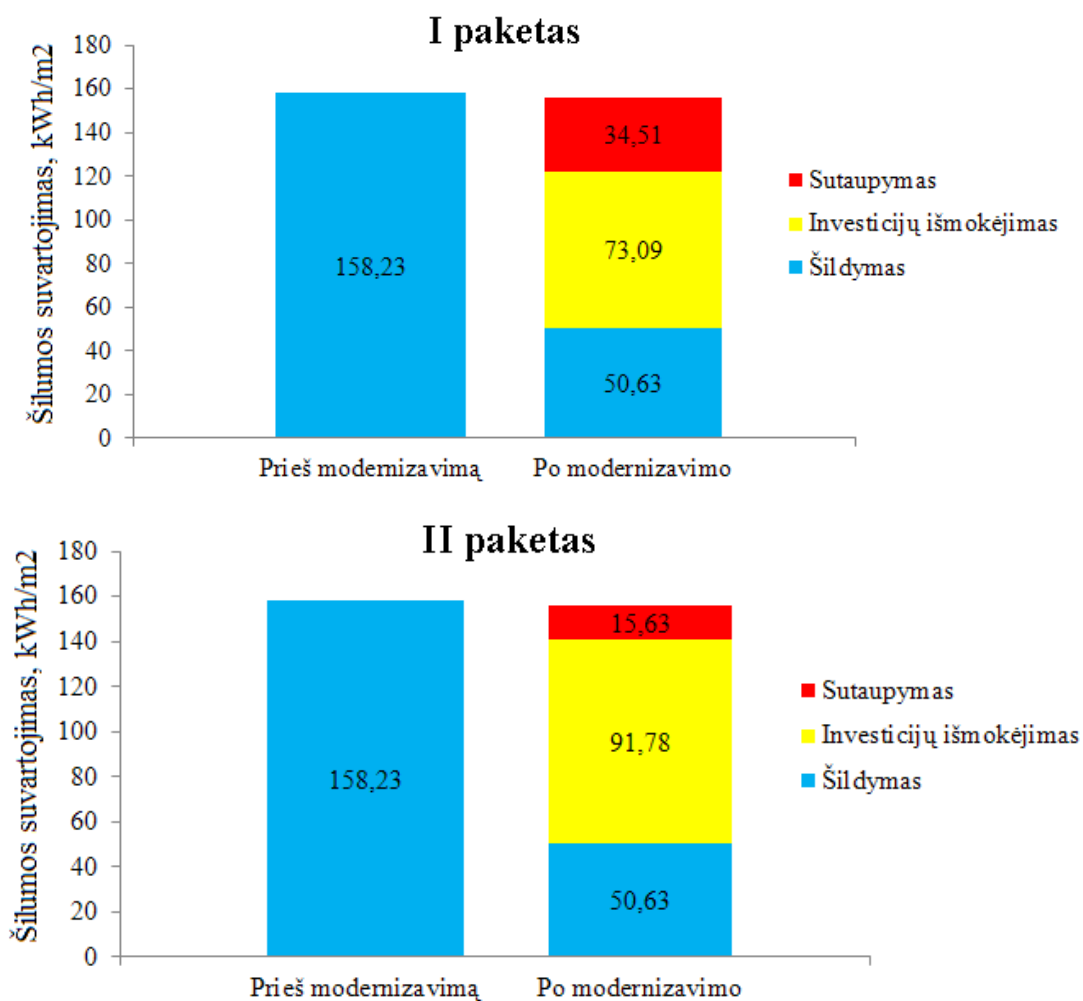 I paketas
Šilumos suvartojimas, kWh/m2
180
160
140
120
100
80
60
40
20
0
158,23
34,51
73,09
50,63
Prieš modernizavimą
Po modernizavimo
Sutaupymas
Investicijų išmokėjimas
Šildymas
II paketas
Šilumos suvartojimas, kWh/m2
180
160
140
120
100
80
60
40
20
0
158,23
15,63
91,78
50,63
Prieš modernizavimą
Po modernizavimo
Sutaupymas
Investicijų išmokėjimas
Šildymas